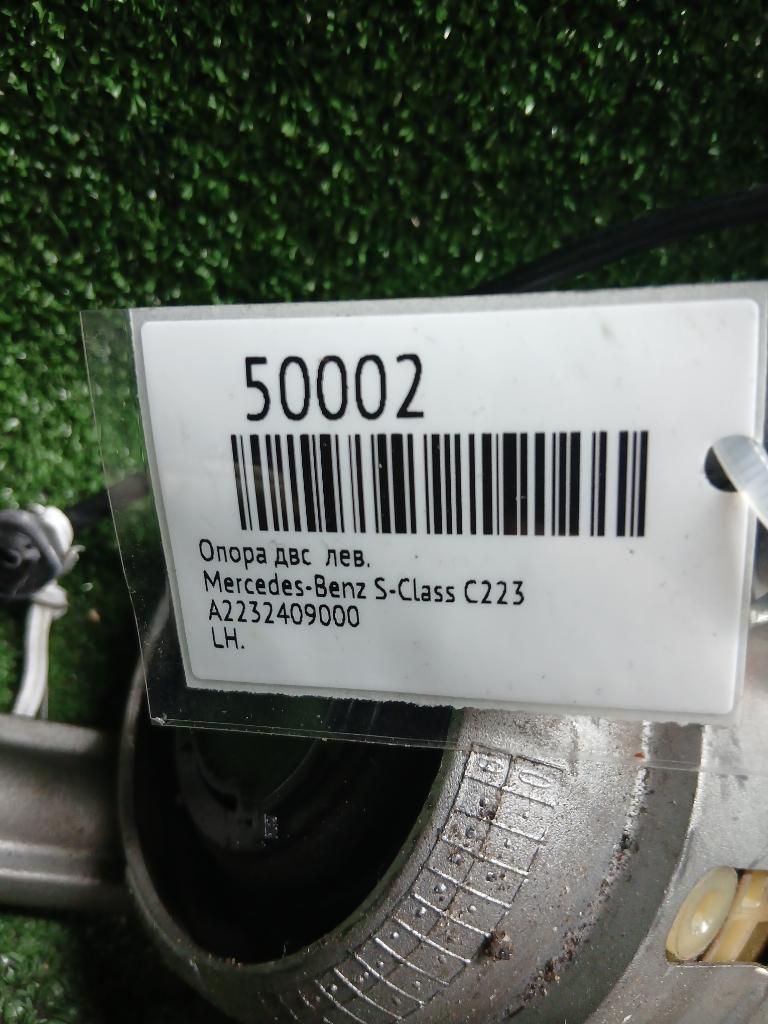 50002
Опора двс лев.
Mercedes-Benz S-Class C223
A2232409000
LH.